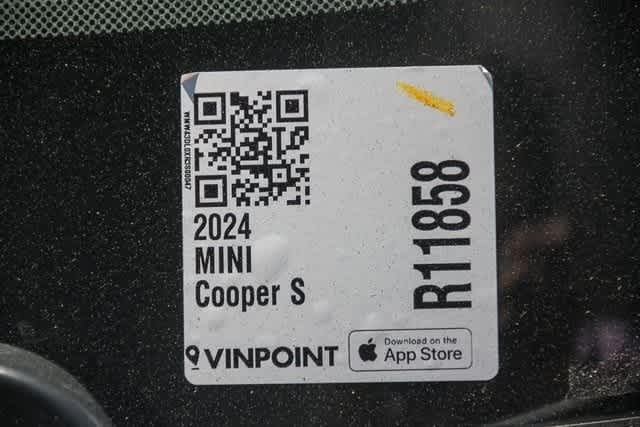 2024
MINI
Cooper S
R11858
VINPOINT
Download on the
App Store